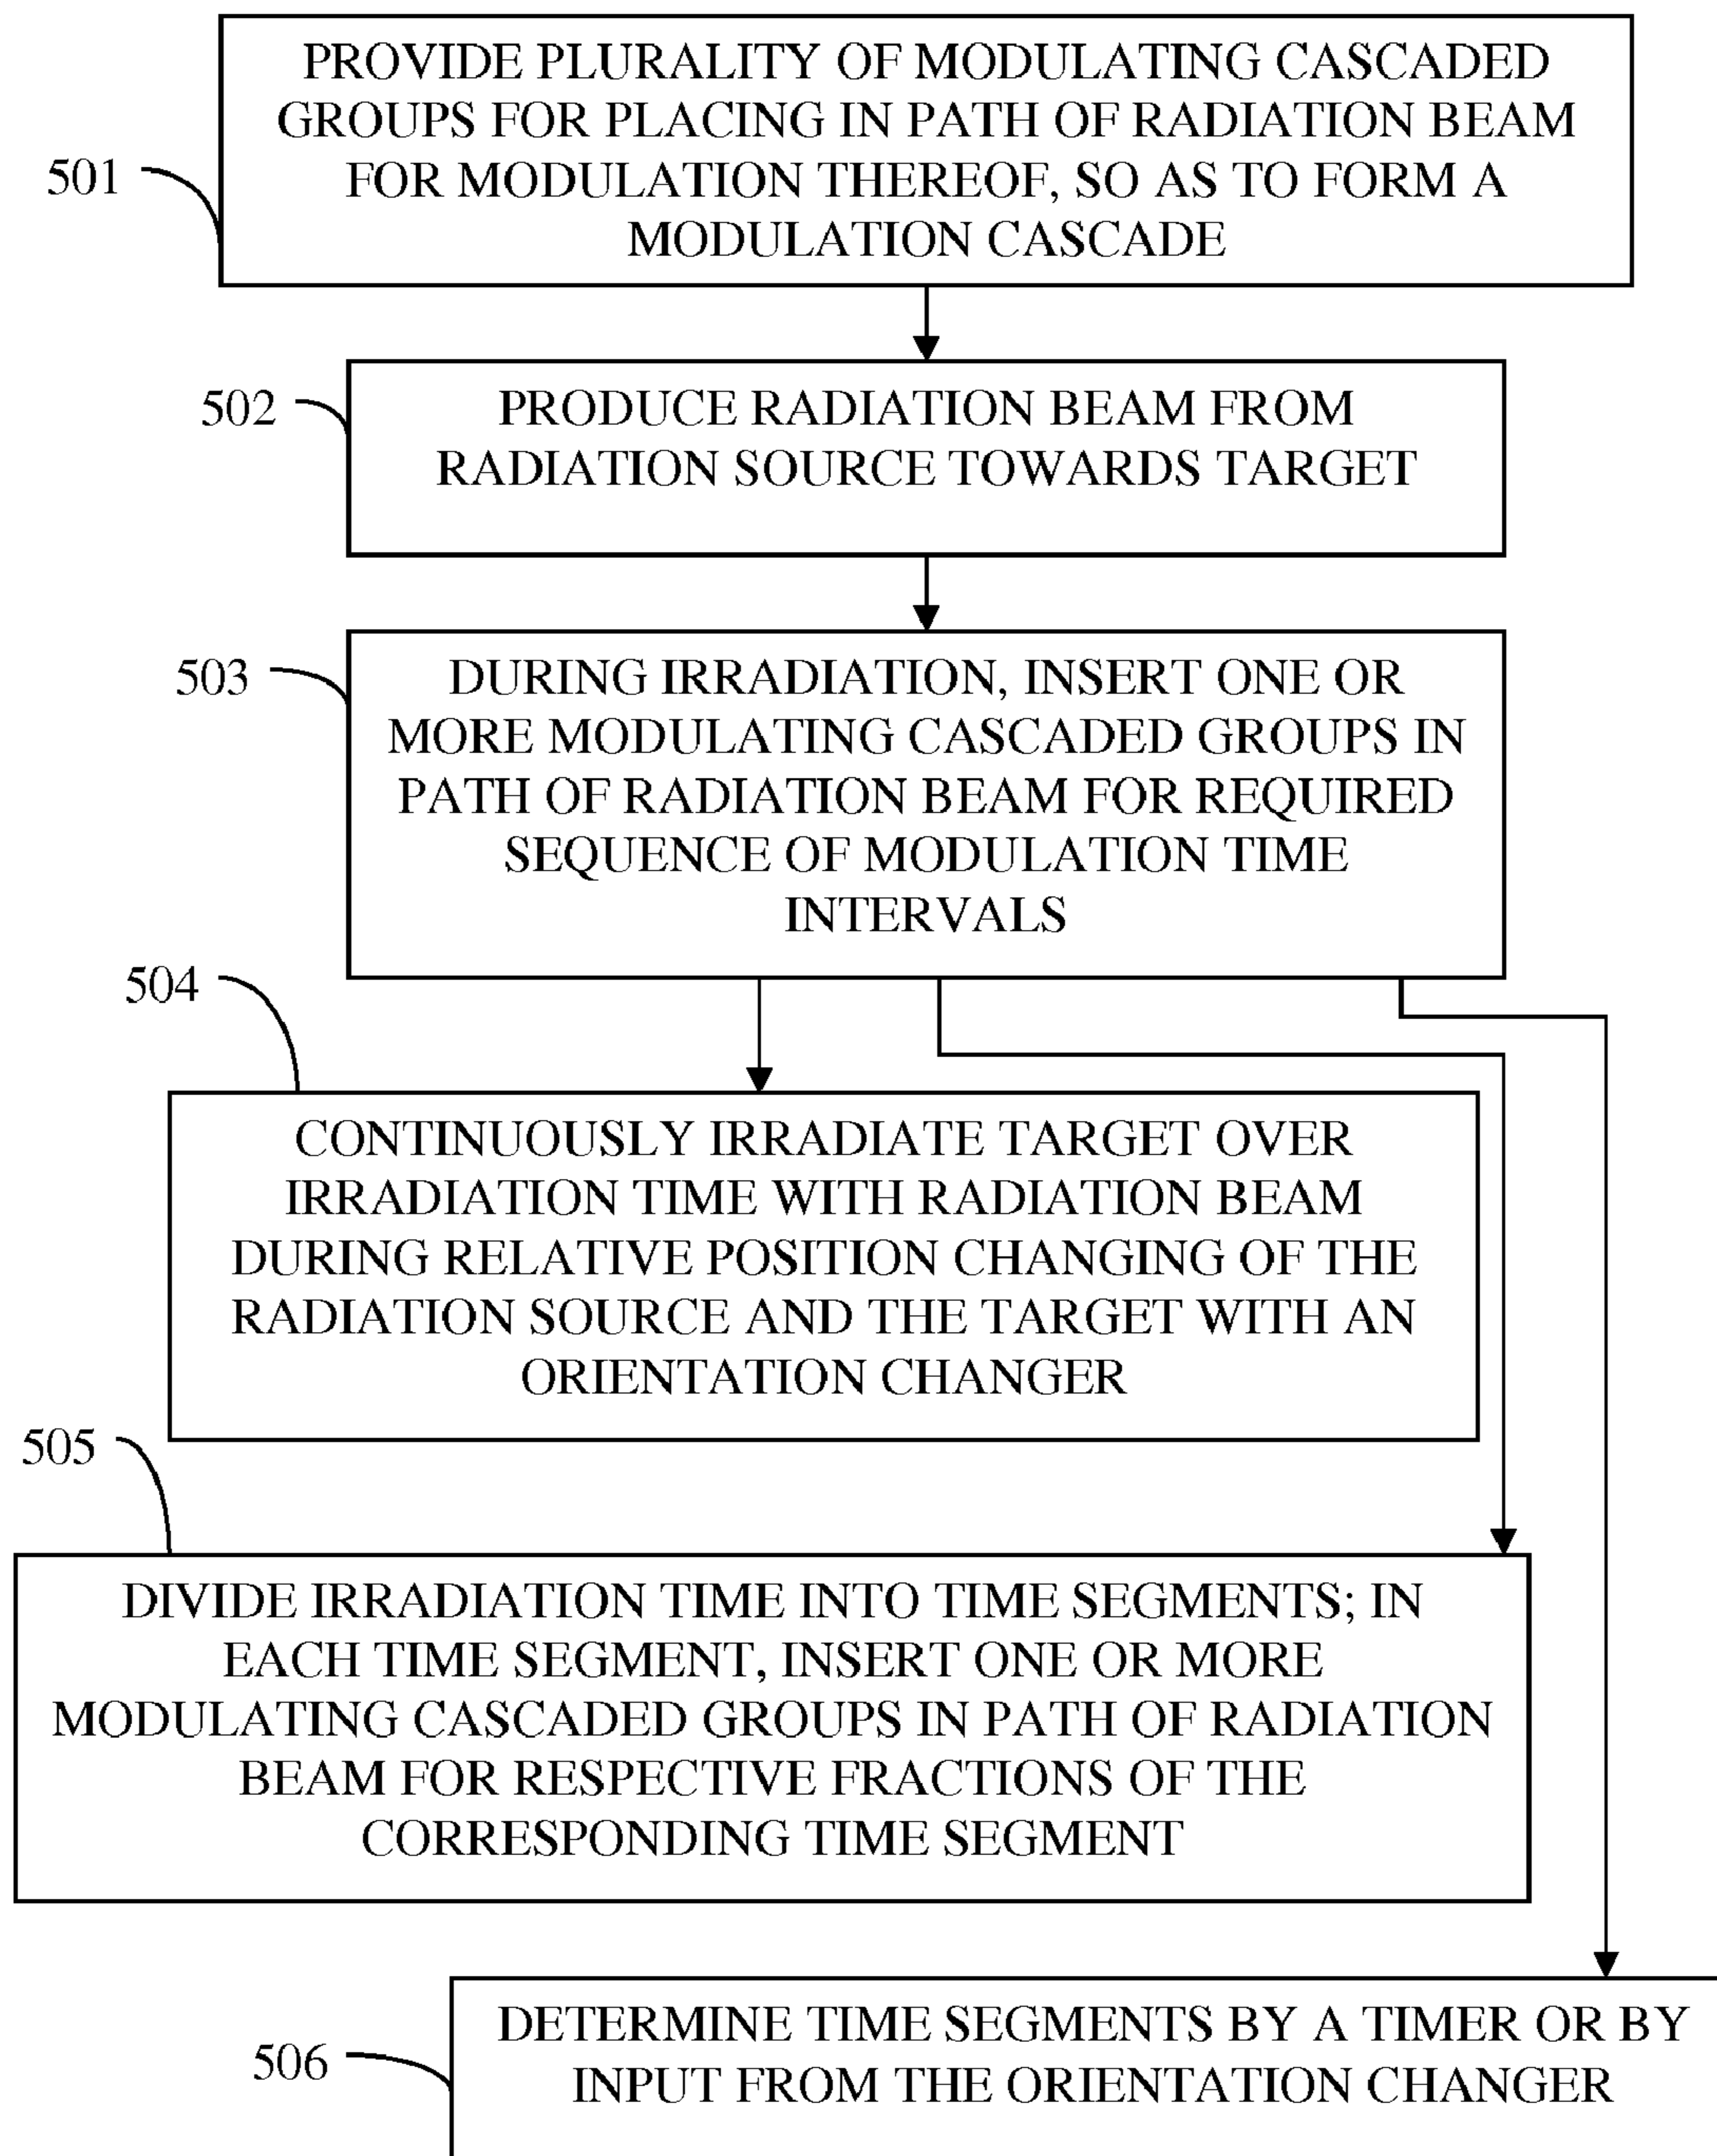 PROVIDE PLURALITY OF MODULATING CASCADED
GROUPS FOR PLACING IN PATH OF RADIATION BEAM
FOR MODULATION THEREOF, SO AS TO FORM A
MODULATION CASCADE
501
PRODUCE RADIATION BEAM FROM
RADIATION SOURCE TOWARDS TARGET
502
DURING IRRADIATION, INSERT ONE OR
MORE MODULATING CASCADED GROUPS IN
PATH OF RADIATION BEAM FOR REQUIRED
SEQUENCE OF MODULATION TIME
INTERVALS
503
504
CONTINUOUSLY IRRADIATE TARGET OVER
IRRADIATION TIME WITH RADIATION BEAM
DURING RELATIVE POSITION CHANGING OF THE
RADIATION SOURCE AND THE TARGET WITH AN
ORIENTATION CHANGER
505
DIVIDE IRRADIATION TIME INTO TIME SEGMENTS; IN
EACH TIME SEGMENT, INSERT ONE OR MORE
MODULATING CASCADED GROUPS IN PATH OF RADIATION
BEAM FOR RESPECTIVE FRACTIONS OF THE
CORRESPONDING TIME SEGMENT
DETERMINE TIME SEGMENTS BY A TIMER OR BY
INPUT FROM THE ORIENTATION CHANGER
506